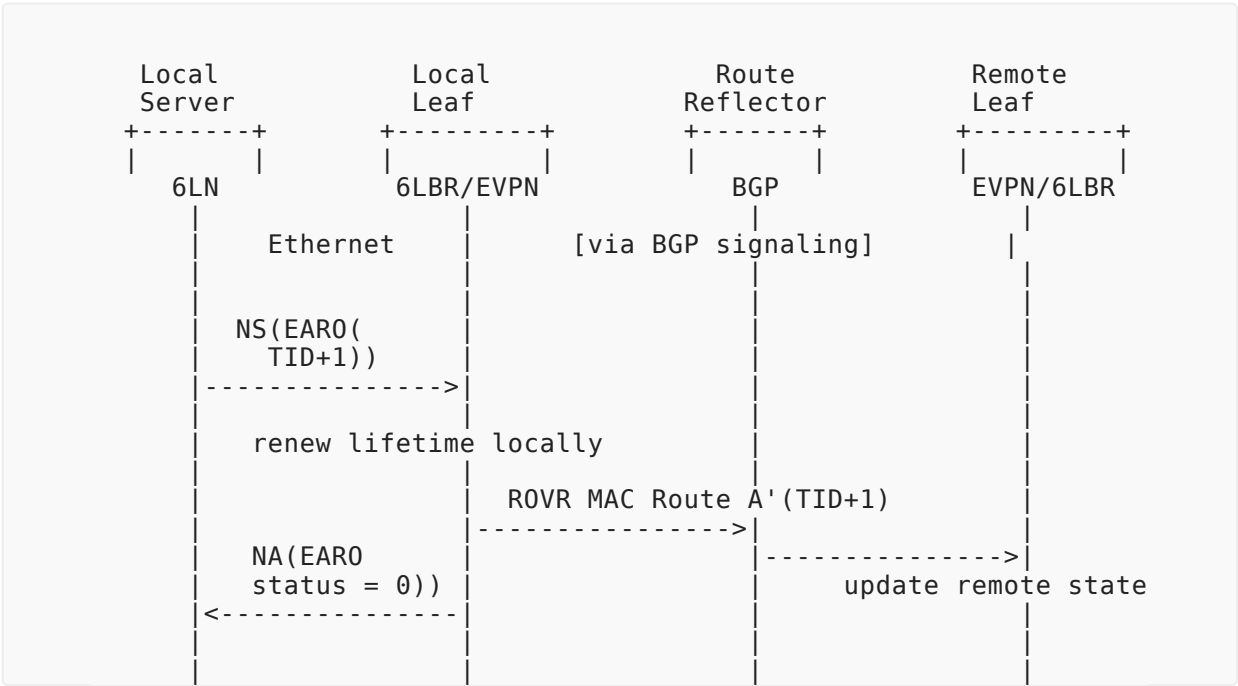 Local Local Route Remote
Server Leaf Reflector Leaf
+-------+ +---------+ +-------+ +---------+
| | | | | | | |
6LN 6LBR/EVPN BGP EVPN/6LBR
| | | |
| Ethernet | [via BGP signaling] |
| | | |
| | | |
| NS(EARO( | | |
| TID+1)) | | |
|--------------->| | |
| | | |
| renew lifetime locally | |
| | | |
| | ROVR MAC Route A'(TID+1) |
| |---------------->| |
| NA(EARO | |--------------->|
| status = 0)) | | update remote state
|<---------------| | |
| | | |
| | | |